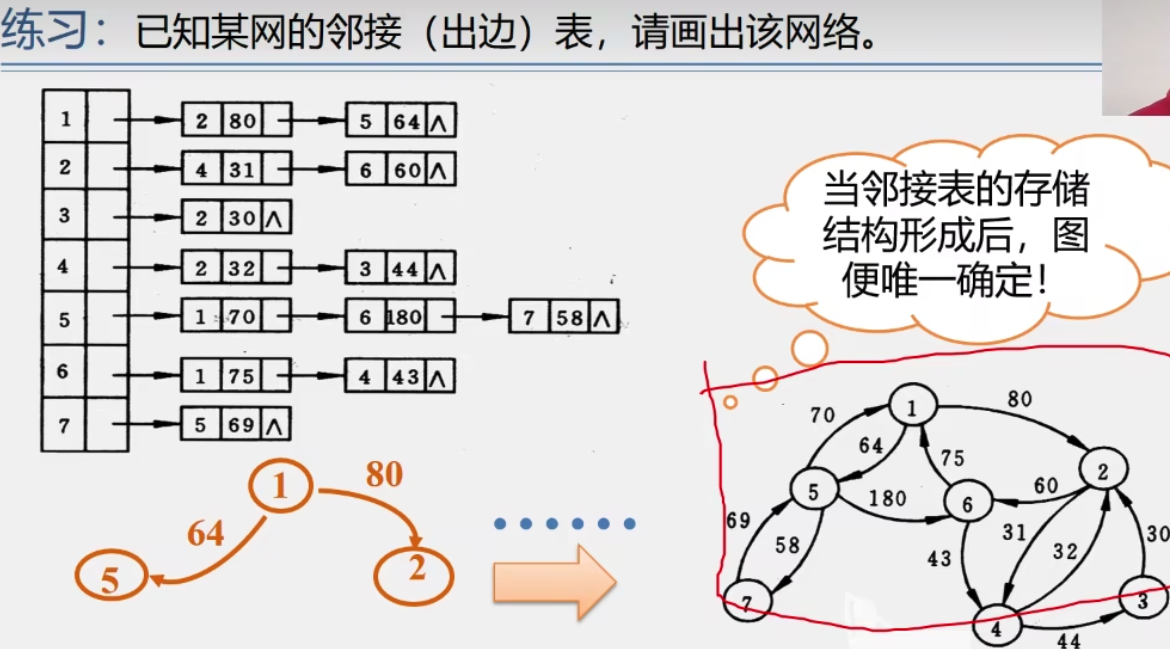 练习：已知某网的邻接（出边）表，请画出该网络。
1 2 80 5 64 ∧
2 4 31 6 60 ∧
3 2 30 ∧
4 2 32 3 44 ∧
5 1 70 6 180 7 58 ∧
6 1 75 4 43 ∧
7 5 69 ∧
当邻接表的存储
结构形成后，图
便唯一确定！
1
80
64
5
2
1
80
70
64
75
2
5
180
6
60
69
58
43
31
32
30
7
4
3
44